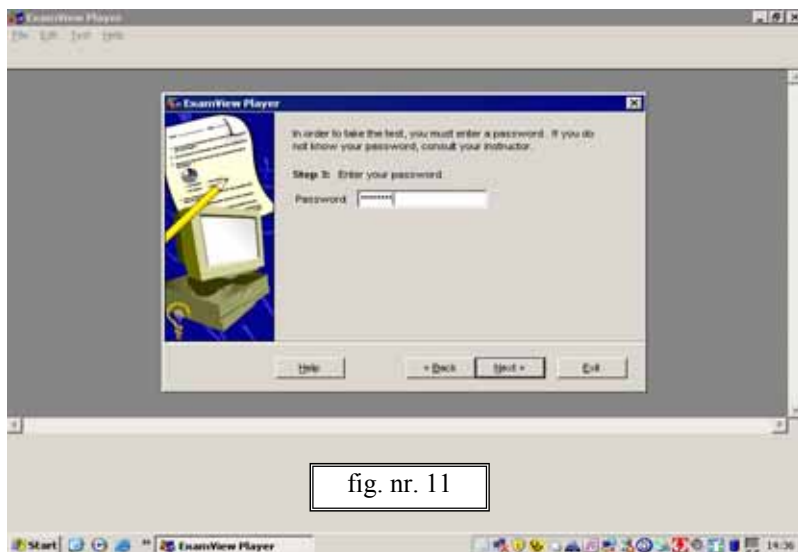 ExamView Player
File Edit Test Help
ExamView Player
In order to take the test, you must enter a password. If you do
not know your password, consult your instructor.
Step 3: Enter your password
Password:
Help
< Back
Next >
Exit
fig. nr. 11
Start
ExamView Player
14:36